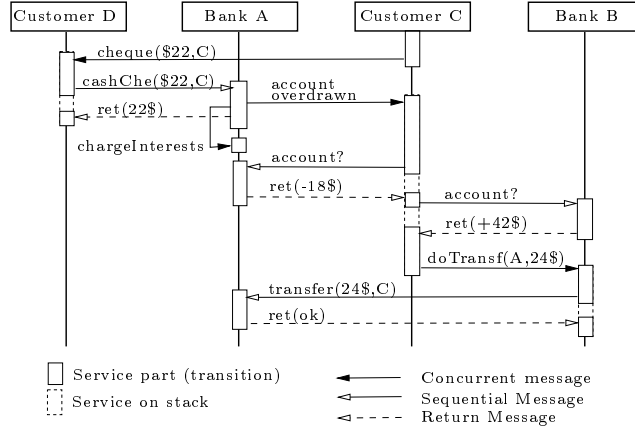 Customer D
Bank A
Customer C
Bank B
cheque($22,C)
cashChe($22,C)
account
overdrawn
ret(22$)
chargeInterests
account?
ret(-18$)
account?
ret(+42$)
doTransf(A,24$)
transfer(24$,C)
ret(ok)
Service part (transition)
Service on stack
Concurrent message
Sequential Message
Return Message